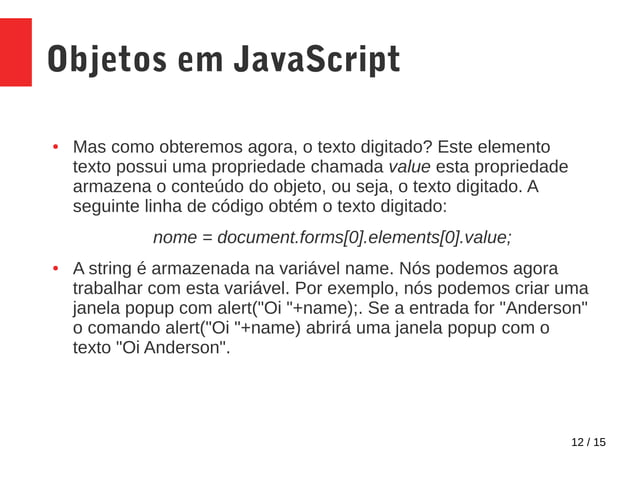 Objetos em JavaScript
• Mas como obteremos agora, o texto digitado? Este elemento
texto possui uma propriedade chamada value esta propriedade
armazena o conteúdo do objeto, ou seja, o texto digitado. A
seguinte linha de código obtém o texto digitado:
nome = document.forms[0].elements[0].value;
• A string é armazenada na variável name. Nós podemos agora
trabalhar com esta variável. Por exemplo, nós podemos criar uma
janela popup com alert("Oi "+name);. Se a entrada for "Anderson"
o comando alert("Oi "+name) abrirá uma janela popup com o
texto "Oi Anderson".
12 / 15